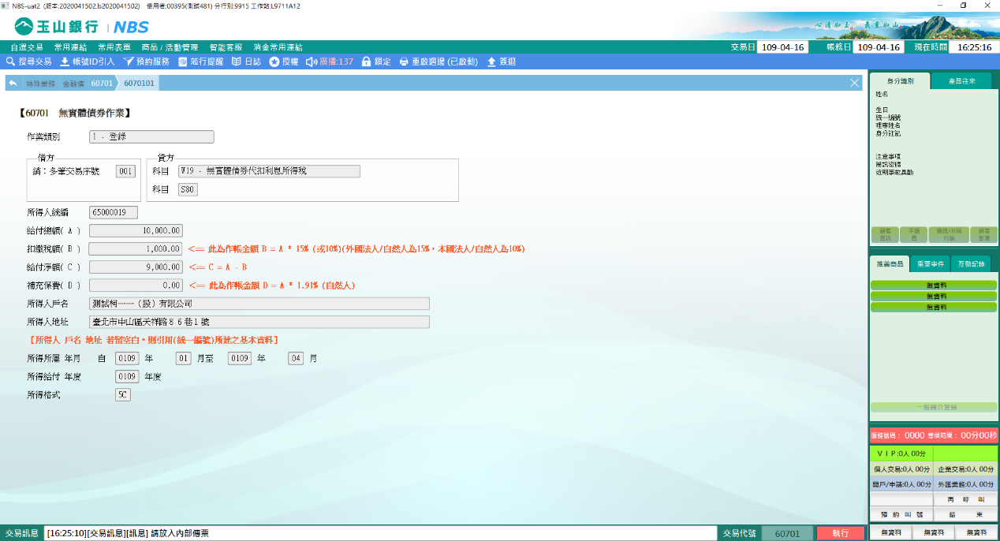 NBS-uat2 (版本:2020041502.b2020041502) 使用者:00395(測試481) 分行別:9915 工作站:L9711A12
玉山銀行 NBS
心清如玉。義重如山。
自選交易 常用連結 常用表單 商品 / 活動管理 智能客服 消金常用連結
交易日 109-04-16 帳務日 109-04-16 現在時間 16:25:16
搜尋交易 帳號ID引入 預約服務 蒞行提醒 日誌 授權 廣播:137 鎖定 重啟週邊 (已啟動) 簽退
特殊業務 金融債 60701 6070101
【60701 無實體債券作業】
作業類別 1 - 登錄
借方
銷：多筆交易序號 001
貸方
科目 W19 - 無實體債券代扣利息所得稅
科目 S80
所得人統編 65000019
給付總額( A ) 10,000.00
扣繳稅額( B ) 1,000.00 <== 此為作帳金額 B = A * 15% (或10%)(外國法人/自然人為15%，本國法人/自然人為10%)
給付淨額( C ) 9,000.00 <== C = A - B
補充保費( D ) 0.00 <== 此為作帳金額 D = A * 1.91% (自然人)
所得人戶名 測試柯一一（股）有限公司
所得人地址 臺北市中山區天祥路８６巷１號
[所得人 戶名 地址 若留空白。則引用(統一編號)所建之基本資料]
所得所屬 年月 自 0109 年 01 月至 0109 年 04 月
所得給付 年度 0109 年度
所得格式 5C
身分識別 產品往來
姓名
生日
統一編號
理專姓名
身分註記
注意事項
簡訊密碼
近期事故異動
顧客
資訊
手繪
壹
行銷
顧客
影像
推薦商品 重要事件 互動記錄
無資料
無資料
無資料
一般轉介登錄
服務號碼： 0000 等候時間： 00分00秒
ＶＩＰ:0人 00分
個人交易:0人 00分 企業交易:0人 00分
開戶/申請:0人 00分 外匯業務:0人 00分
再 呼 叫
預 約 叫 號 結 束
無資料 無資料 無資料
交易訊息 [16:25:10][交易訊息][訊息] 請放入內部傳票 交易代號 60701 執行